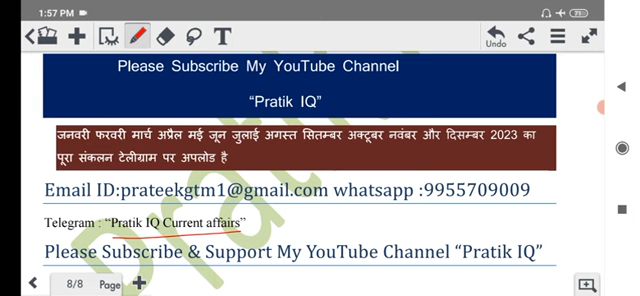 1:57 PM
73
Undo
Please Subscribe My YouTube Channel
“Pratik IQ”
जनवरी फरवरी मार्च अप्रैल मई जून जुलाई अगस्त सितम्बर अक्टूबर नवंबर और दिसम्बर 2023 का
पूरा संकलन टेलीग्राम पर अपलोड है
Email ID:prateekgtm1@gmail.com whatsapp :9955709009
Telegram : “Pratik IQ Current affairs”
Please Subscribe & Support My YouTube Channel “Pratik IQ”
8/8 Page